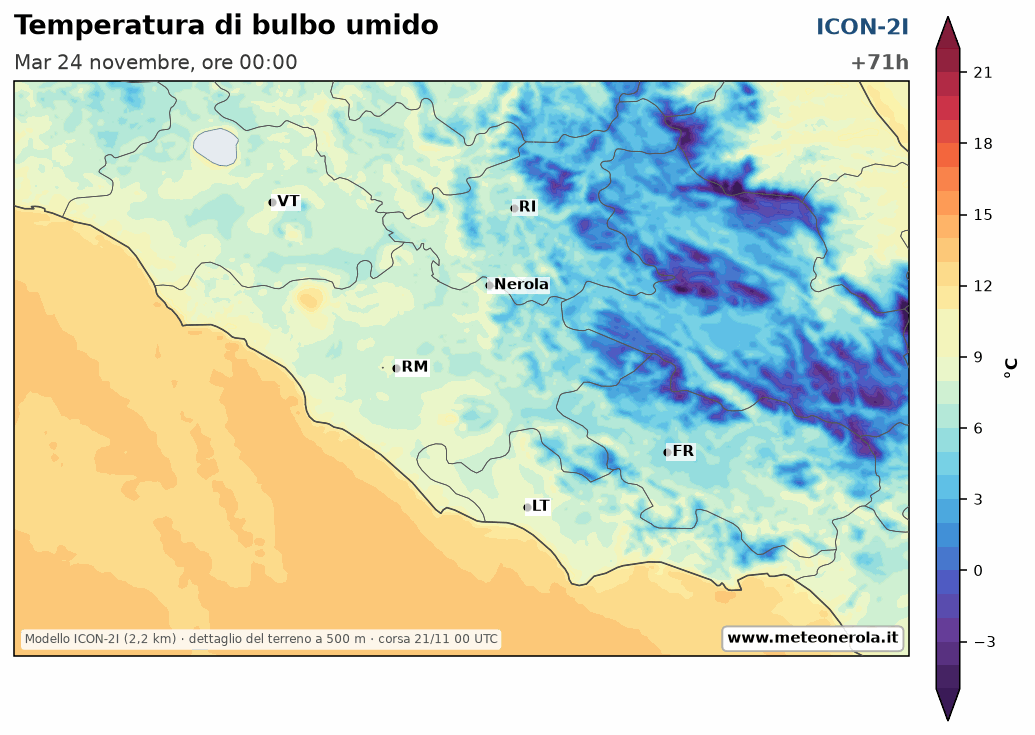 Temperatura di bulbo umido
ICON-2I
Mar 24 novembre, ore 00:00
+71h
21
18
15
12
9
6
3
0
−3
°C
VT
RI
Nerola
RM
FR
LT
Modello ICON-2I (2,2 km) · dettaglio del terreno a 500 m · corsa 21/11 00 UTC
www.meteonerola.it